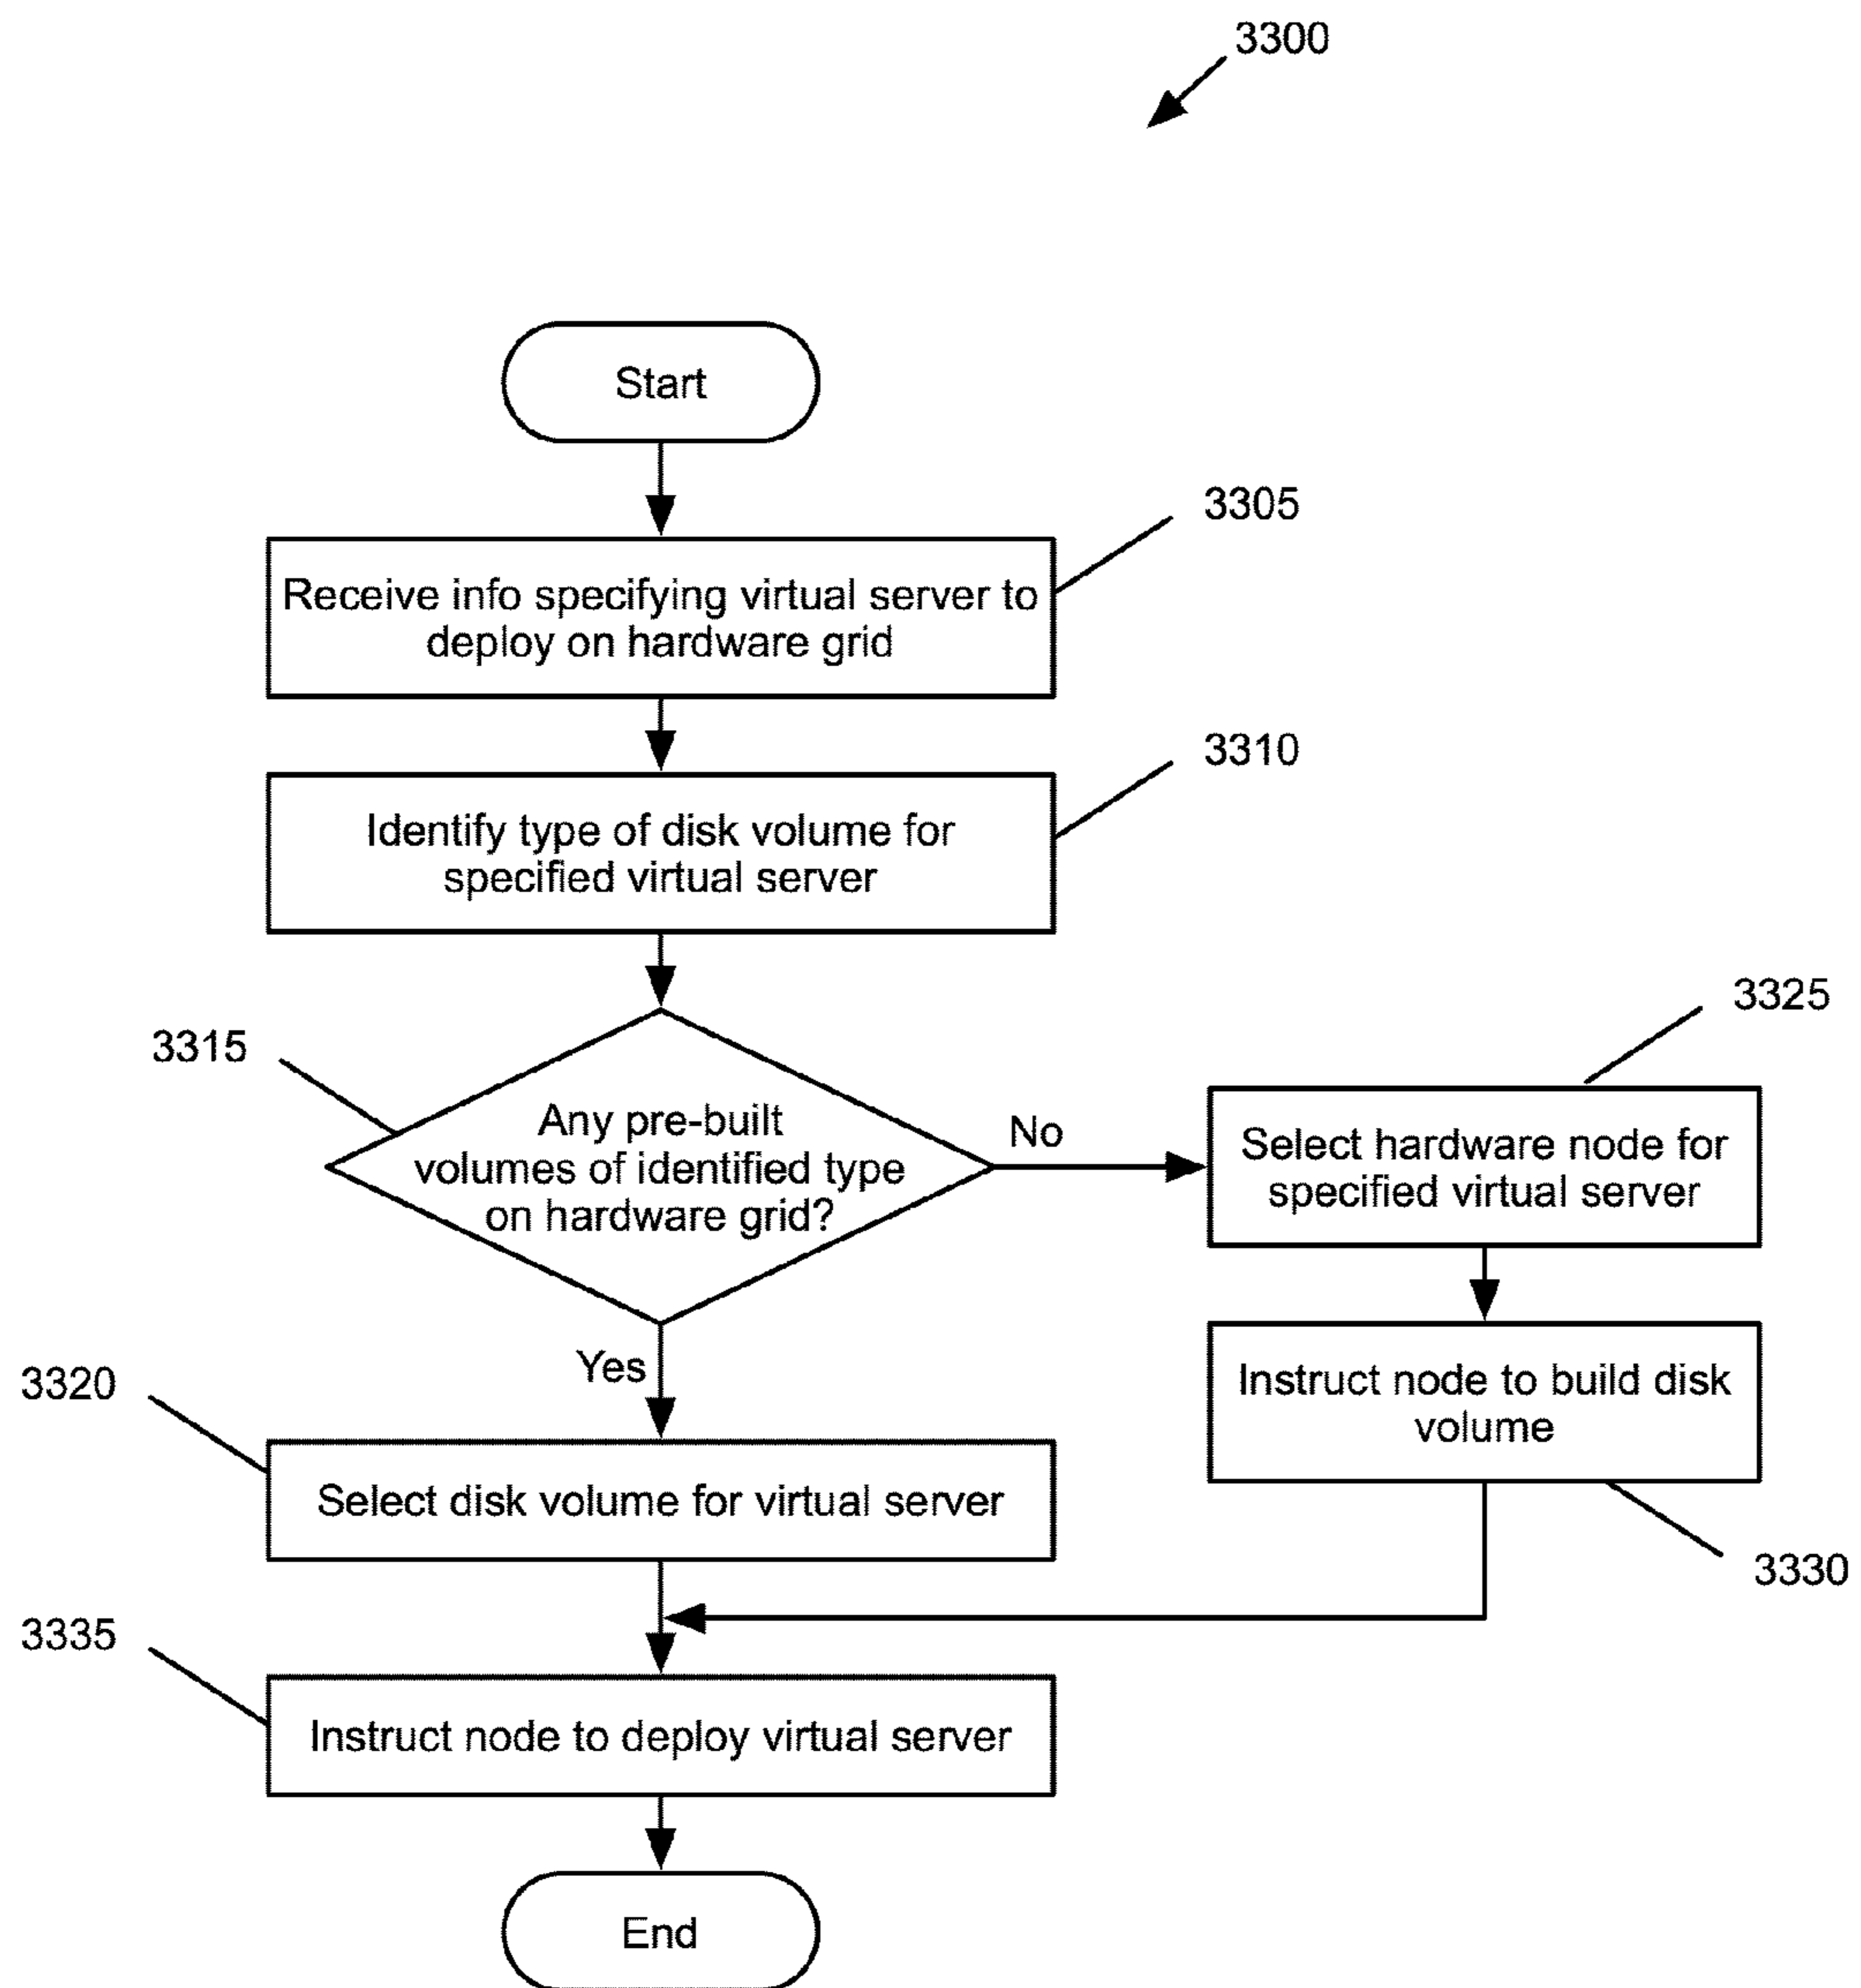 3300
Start
3305
Receive info specifying virtual server to
deploy on hardware grid
3310
Identify type of disk volume for
specified virtual server
3315
Any pre-built
volumes of identified type
on hardware grid?
No
3325
Select hardware node for
specified virtual server
Yes
3320
Select disk volume for virtual server
Instruct node to build disk
volume
3330
3335
Instruct node to deploy virtual server
End